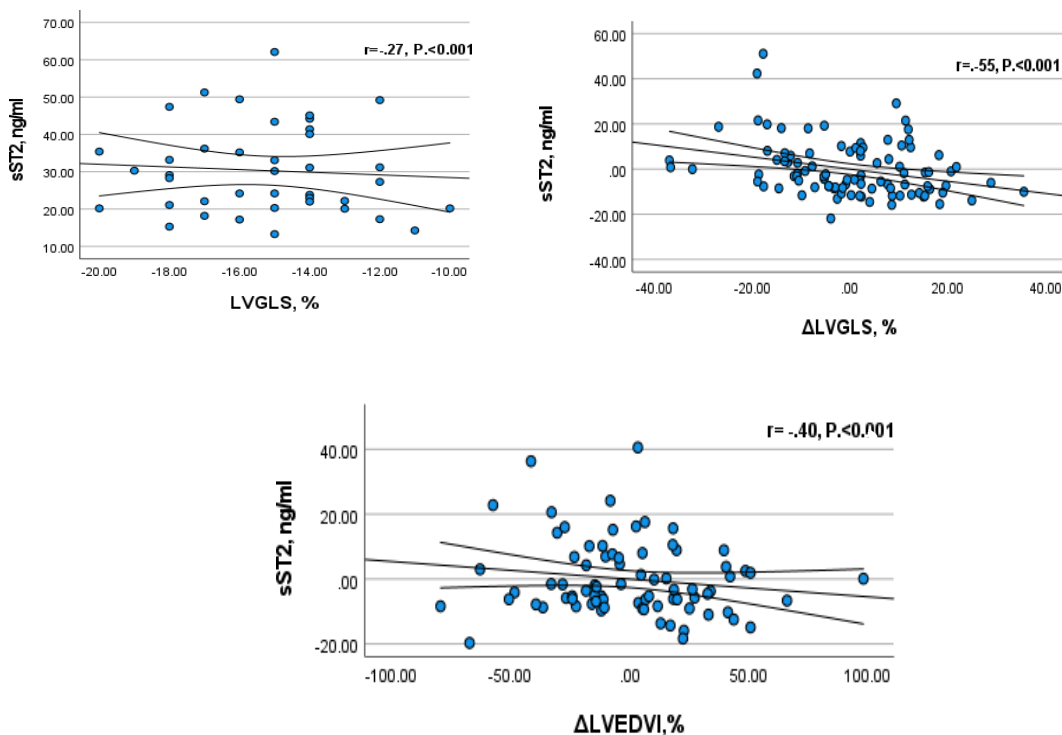 70.00
r=-.27, P.<0.001
60.00
50.00
40.00
30.00
20.00
10.00
sST2, ng/ml
-20.00 -18.00 -16.00 -14.00 -12.00 -10.00
LVGLS, %
60.00
r=.-55, P.<0.001
40.00
20.00
.00
-20.00
-40.00
sST2, ng/ml
-40.00 -20.00 .00 20.00 40.00
ΔLVGLS, %
r= -.40, P.<0.001
40.00
20.00
.00
-20.00
sST2, ng/ml
-100.00 -50.00 .00 50.00 100.00
ΔLVEDVI,%